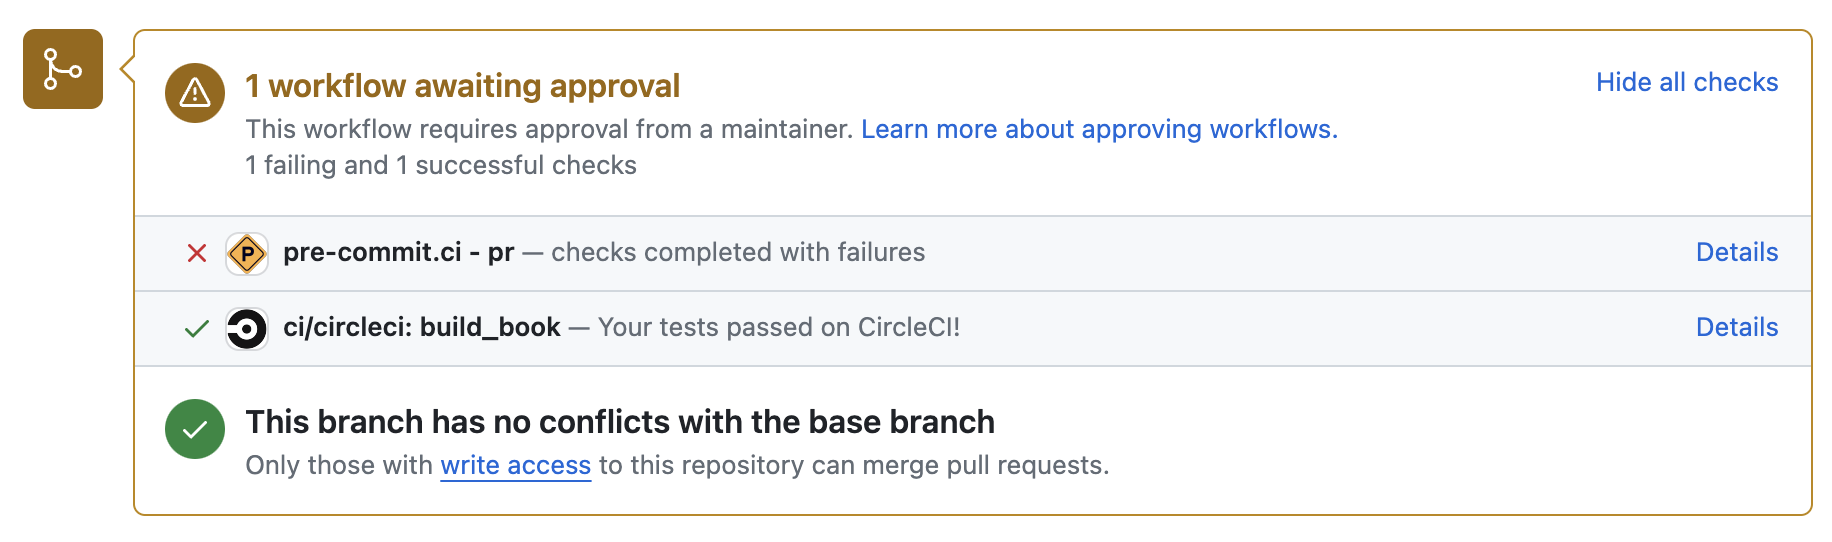 1 workflow awaiting approval
Hide all checks
This workflow requires approval from a maintainer. Learn more about approving workflows.
1 failing and 1 successful checks
P
pre-commit.ci - pr — checks completed with failures
Details
ci/circleci: build_book — Your tests passed on CircleCI!
Details
This branch has no conflicts with the base branch
Only those with write access to this repository can merge pull requests.